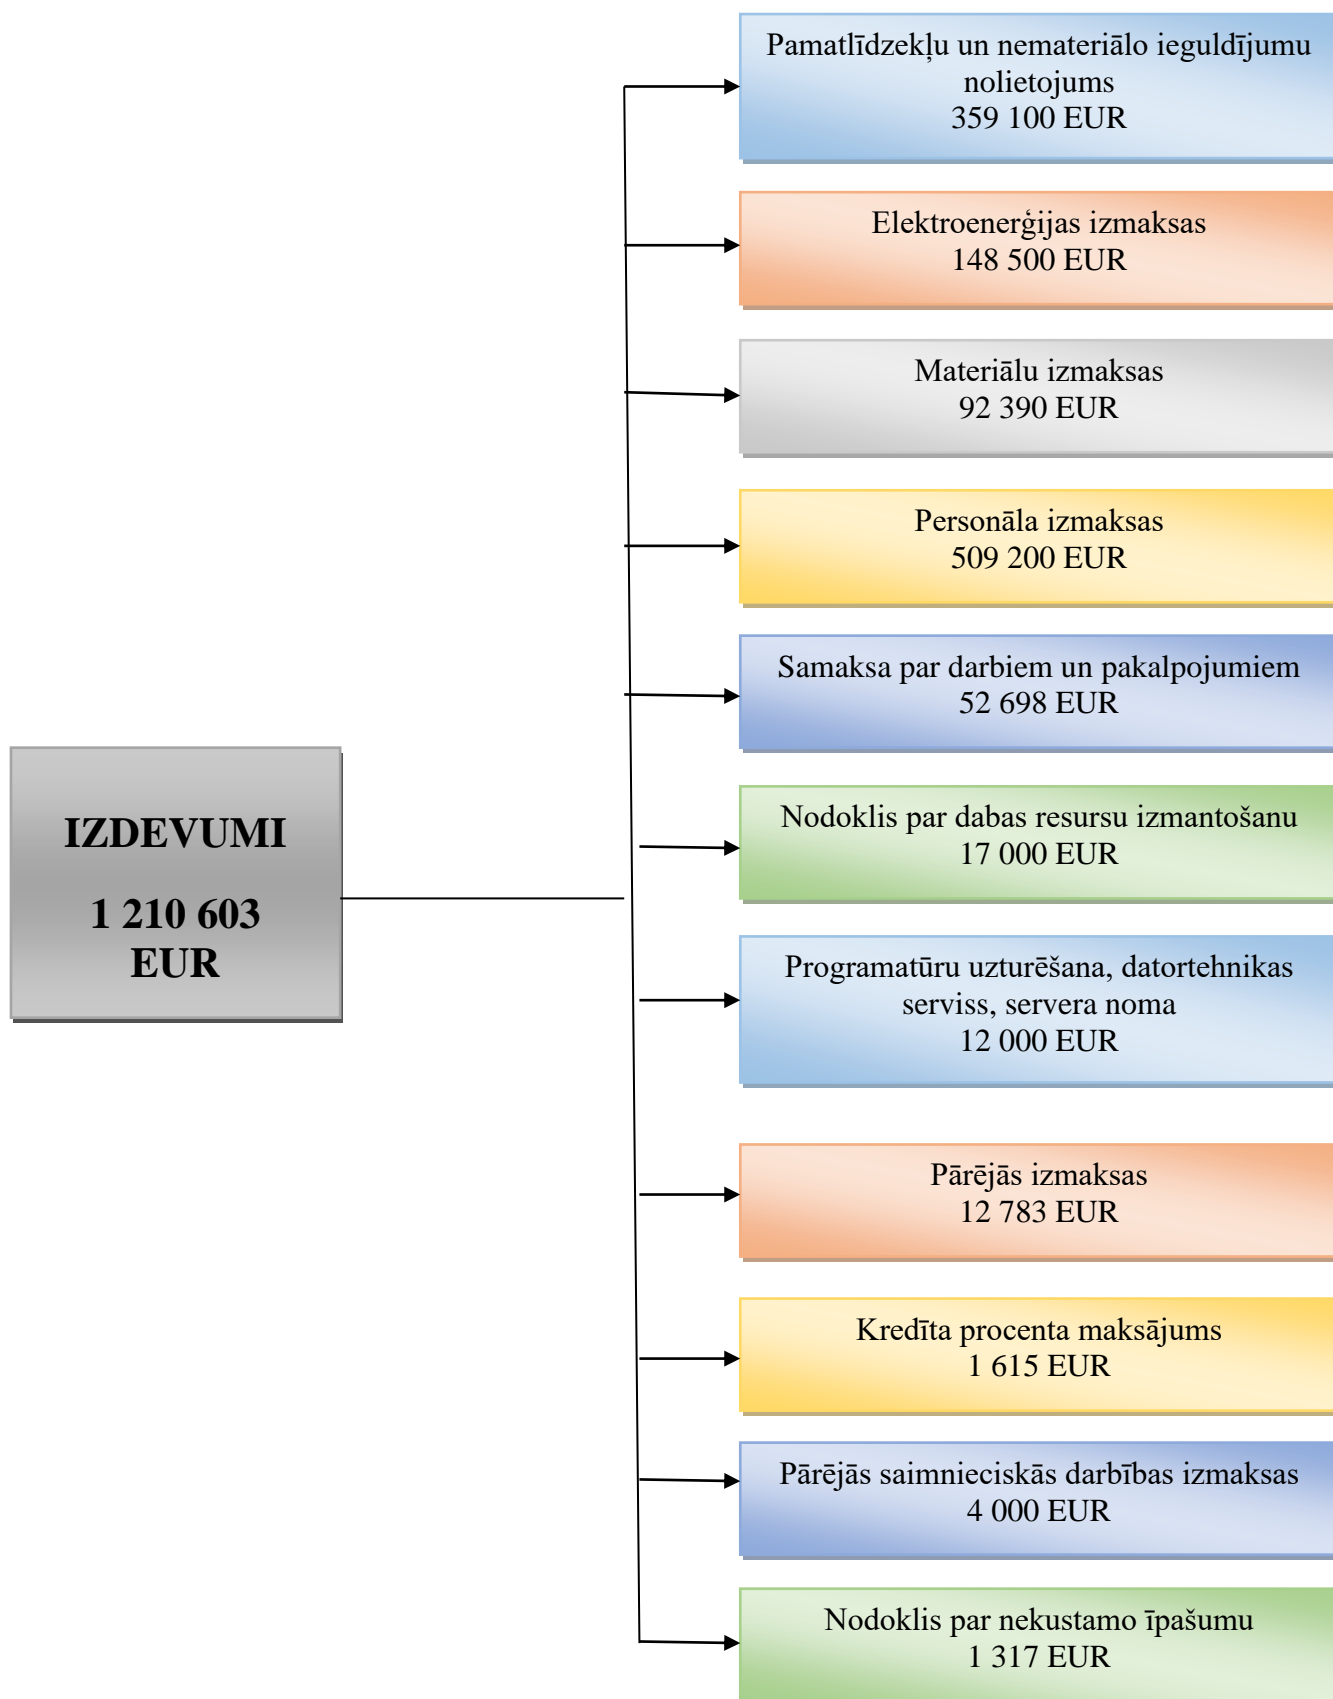 Pamatlīdzekļu un nemateriālo ieguldījumu
nolietojums
359 100 EUR
Elektroenerģijas izmaksas
148 500 EUR
Materiālu izmaksas
92 390 EUR
Personāla izmaksas
509 200 EUR
Samaksa par darbiem un pakalpojumiem
52 698 EUR
IZDEVUMI
1 210 603
EUR
Nodoklis par dabas resursu izmantošanu
17 000 EUR
Programatūru uzturēšana, datortehnikas
serviss, servera noma
12 000 EUR
Pārējās izmaksas
12 783 EUR
Kredīta procenta maksājums
1 615 EUR
Pārējās saimnieciskās darbības izmaksas
4 000 EUR
Nodoklis par nekustamo īpašumu
1 317 EUR